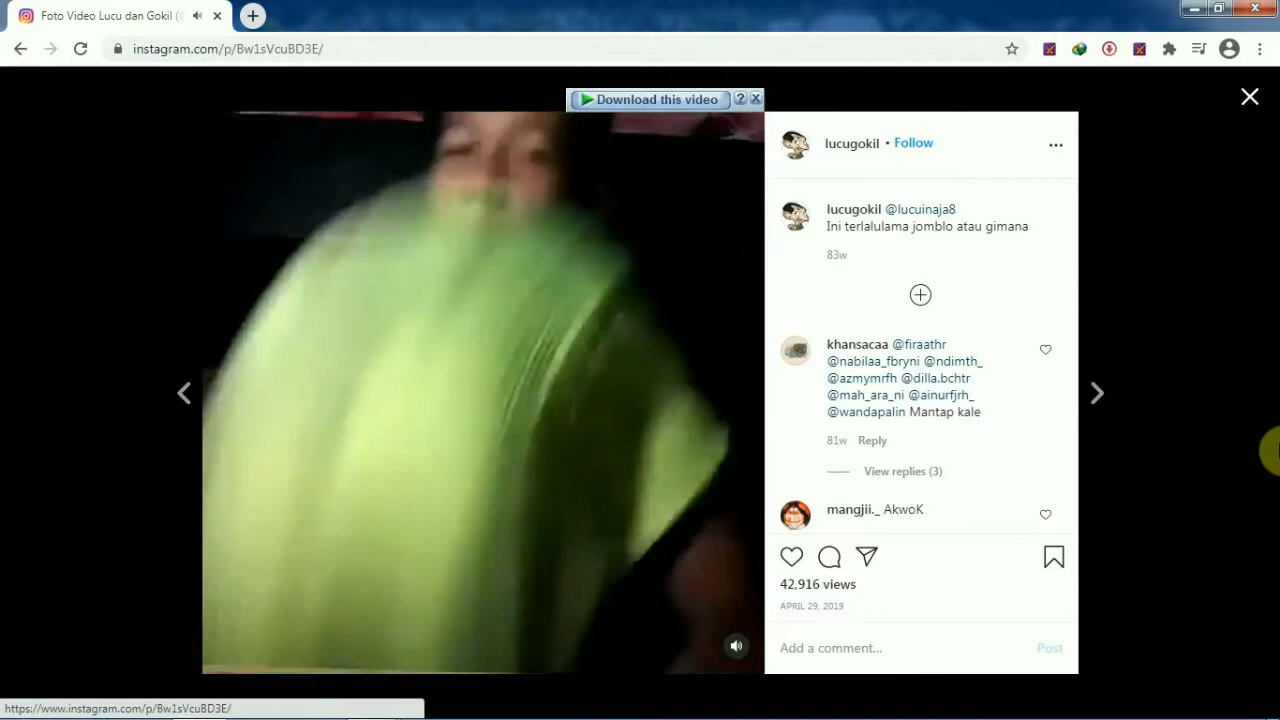 Foto Video Lucu dan Gokil (
instagram.com/p/Bw1sVcuBD3E/
Download this video ? x
lucugokil • Follow
lucugokil @lucuinaja8
Ini terlalulama jomblo atau gimana
83w
khansacaa @firaathr
@nabilaa_fbryni @ndimth_
@azmymrfh @dilla.bchtr
@mah_ara_ni @ainurfjrh_
@wandapalin Mantap kale
81w Reply
View replies (3)
mangjii._ AkwoK
42,916 views
APRIL 29, 2019
Add a comment... Post
https://www.instagram.com/p/Bw1sVcuBD3E/